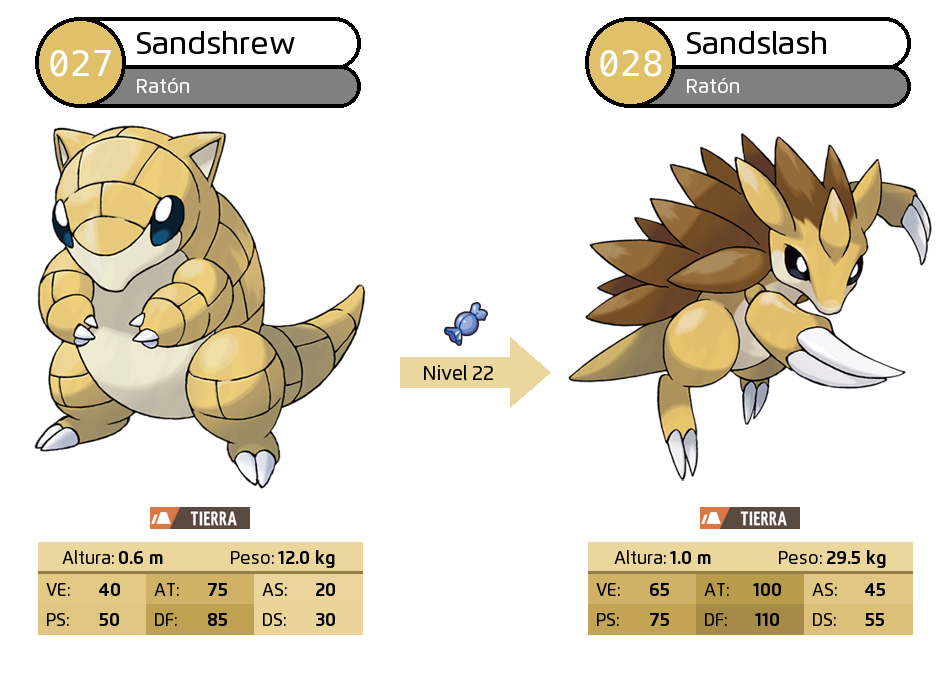 027
Sandshrew
Ratón
028
Sandslash
Ratón
Nivel 22
TIERRA
TIERRA
Altura: 0.6 m Peso: 12.0 kg
VE: 40 AT: 75 AS: 20
PS: 50 DF: 85 DS: 30
Altura: 1.0 m Peso: 29.5 kg
VE: 65 AT: 100 AS: 45
PS: 75 DF: 110 DS: 55